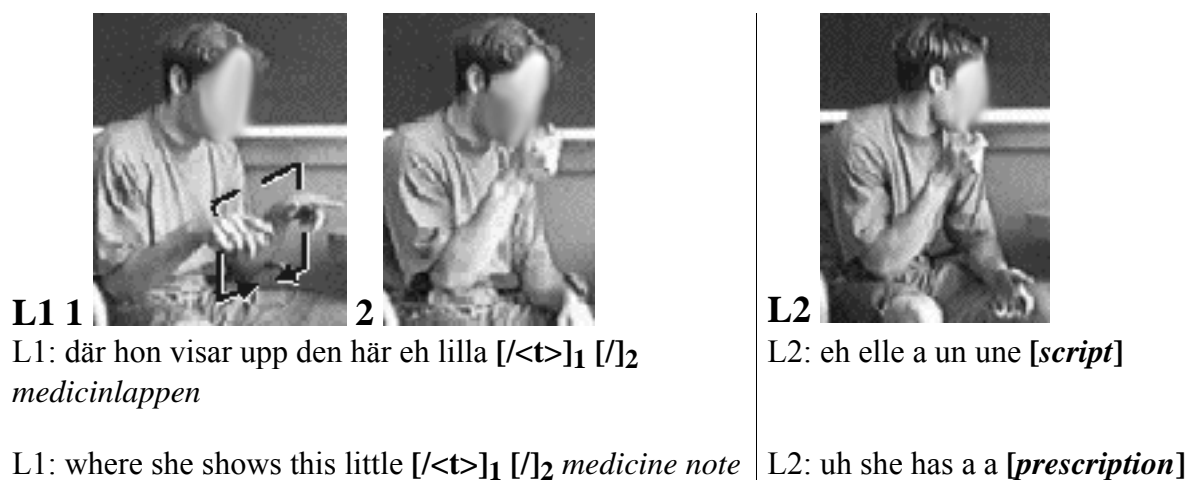 L1 1 2
L1: där hon visar upp den här eh lilla [/<t>]1 [/]2
medicinlappen
L1: where she shows this little [/<t>]1 [/]2 medicine note
L2
L2: eh elle a un une [script]
L2: uh she has a a [prescription]